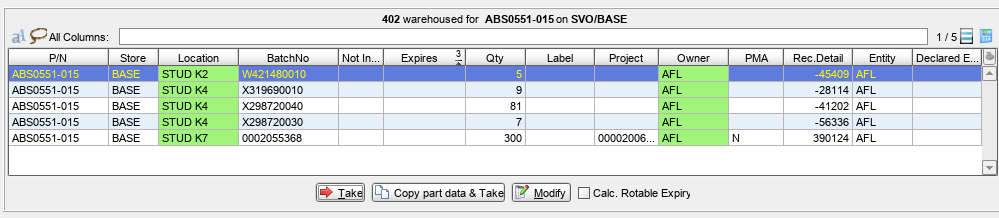 402 warehoused for ABS0551-015 on SVO/BASE
All Columns: 1 / 5
P/N Store Location BatchNo Not In... Expires 3 Qty Label Project Owner PMA Rec.Detail Entity Declared E...
ABS0551-015 BASE STUD K2 W421480010 5 AFL -45409 AFL
ABS0551-015 BASE STUD K4 X319690010 9 AFL -28114 AFL
ABS0551-015 BASE STUD K4 X298720040 81 AFL -41202 AFL
ABS0551-015 BASE STUD K4 X298720030 7 AFL -56336 AFL
ABS0551-015 BASE STUD K7 0002055368 300 00002006... AFL N 390124 AFL
Take Copy part data & Take Modify Calc. Rotable Expiry